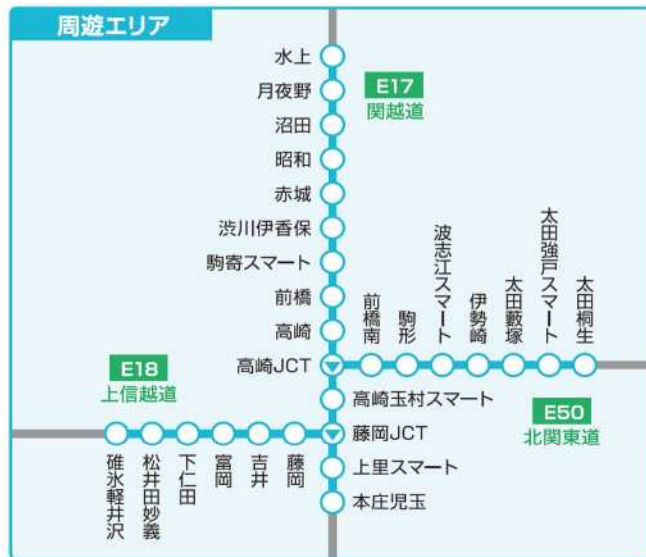 周遊エリア
水上
月夜野
E17
関越道
沼田
昭和
赤城
渋川伊香保
駒寄スマート
前橋
高崎
高崎JCT
前橋南
駒形
波志江スマート
伊勢崎
太田藪塚
太田強戸スマート
太田桐生
E50
北関東道
高崎玉村スマート
藤岡JCT
上里スマート
本庄児玉
E18
上信越道
碓氷軽井沢
松井田妙義
下仁田
富岡
吉井
藤岡